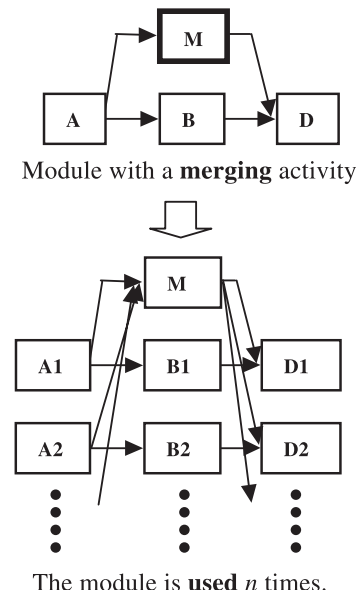 M
A B D
Module with a merging activity
M
A1 B1 D1
A2 B2 D2
The module is used n times.